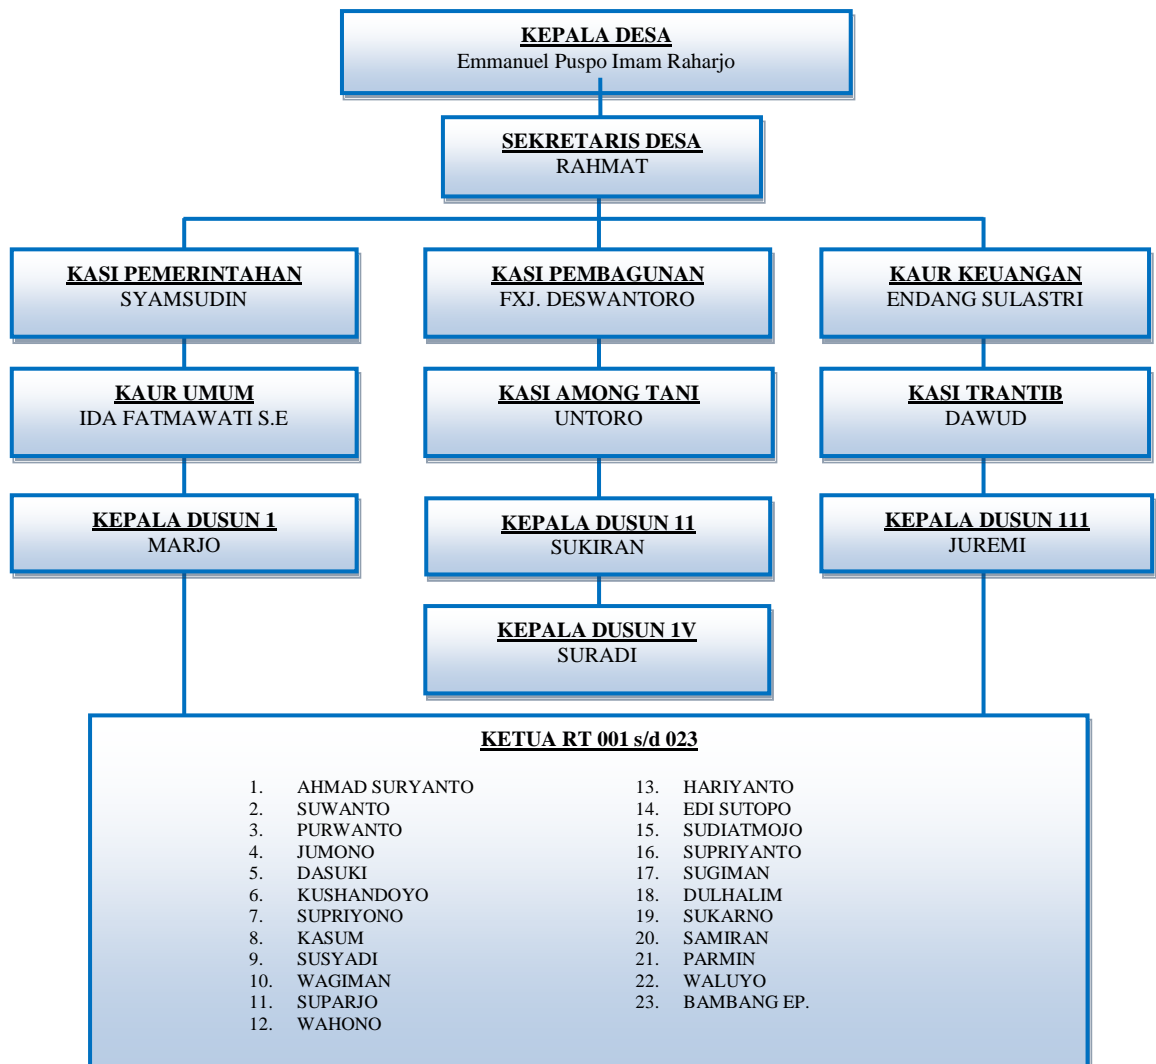 KEPALA DESA
Emmanuel Puspo Imam Raharjo
SEKRETARIS DESA
RAHMAT
KASI PEMERINTAHAN
SYAMSUDIN
KASI PEMBAGUNAN
FXJ. DESWANTORO
KAUR KEUANGAN
ENDANG SULASTRI
KAUR UMUM
IDA FATMAWATI S.E
KASI AMONG TANI
UNTORO
KASI TRANTIB
DAWUD
KEPALA DUSUN 1
MARJO
KEPALA DUSUN 11
SUKIRAN
KEPALA DUSUN 111
JUREMI
KEPALA DUSUN 1V
SURADI
KETUA RT 001 s/d 023
1. AHMAD SURYANTO
2. SUWANTO
3. PURWANTO
4. JUMONO
5. DASUKI
6. KUSHANDOYO
7. SUPRIYONO
8. KASUM
9. SUSYADI
10. WAGIMAN
11. SUPARJO
12. WAHONO
13. HARIYANTO
14. EDI SUTOPO
15. SUDIATMOJO
16. SUPRIYANTO
17. SUGIMAN
18. DULHALIM
19. SUKARNO
20. SAMIRAN
21. PARMIN
22. WALUYO
23. BAMBANG EP.